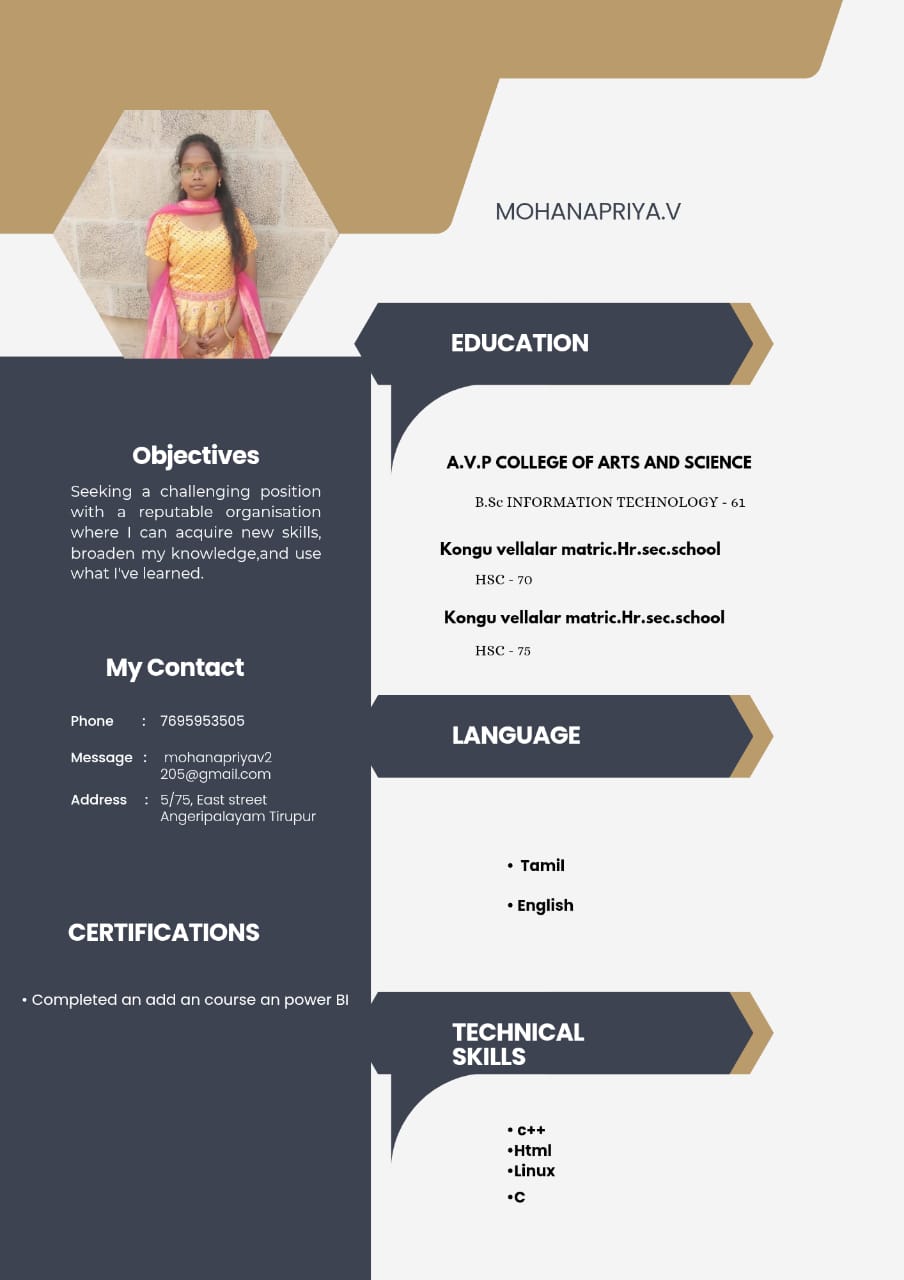 MOHANAPRIYA.V
Objectives
Seeking a challenging position
with a reputable organisation
where I can acquire new skills,
broaden my knowledge,and use
what I've learned.
My Contact
Phone : 7695953505
Message : mohanapriyav2
205@gmail.com
Address : 5/75, East street
Angeripalayam Tirupur
CERTIFICATIONS
• Completed an add an course an power BI
EDUCATION
A.V.P COLLEGE OF ARTS AND SCIENCE
B.Sc INFORMATION TECHNOLOGY - 61
Kongu vellalar matric.Hr.sec.school
HSC - 70
Kongu vellalar matric.Hr.sec.school
HSC - 75
LANGUAGE
• Tamil
• English
TECHNICAL
SKILLS
• c++
•Html
•Linux
•C